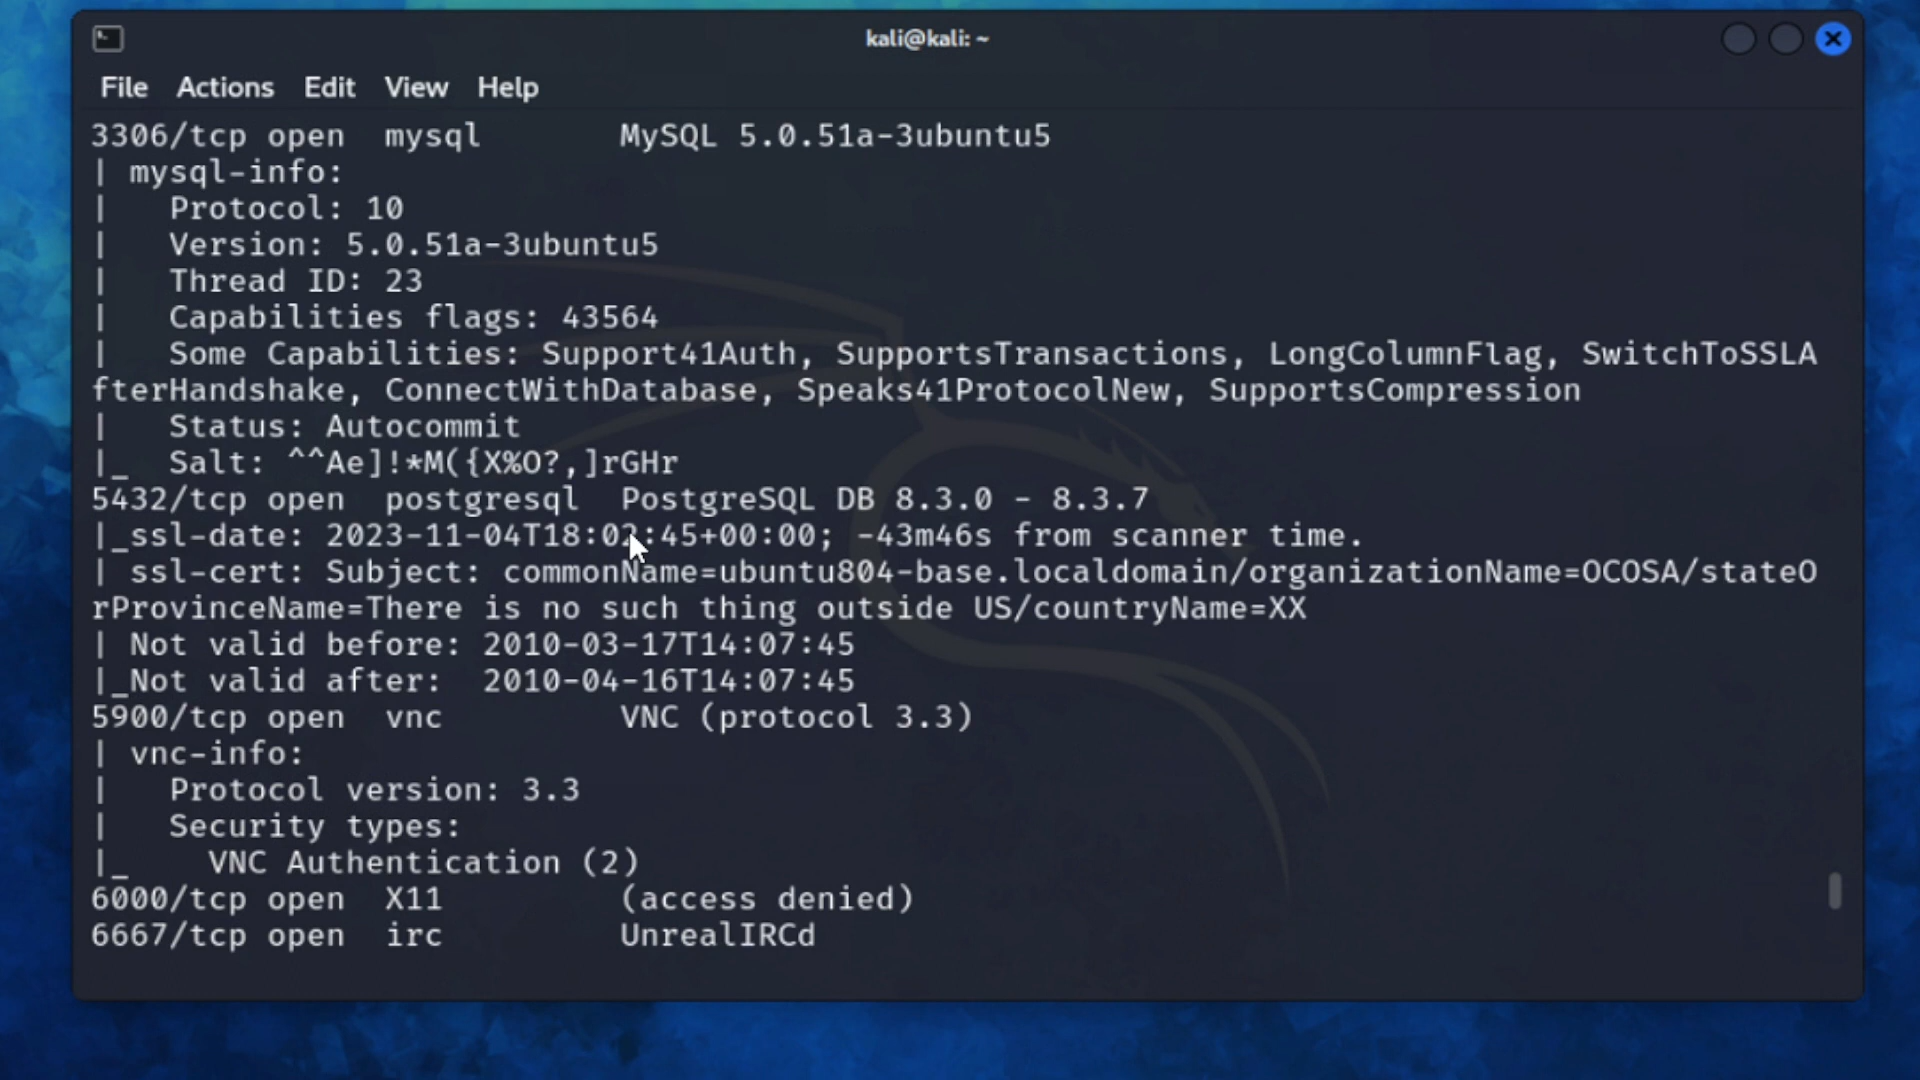 kali@kali: ~
File Actions Edit View Help
3306/tcp open  mysql       MySQL 5.0.51a-3ubuntu5
| mysql-info:
|   Protocol: 10
|   Version: 5.0.51a-3ubuntu5
|   Thread ID: 23
|   Capabilities flags: 43564
|   Some Capabilities: Support41Auth, SupportsTransactions, LongColumnFlag, SwitchToSSLA
fterHandshake, ConnectWithDatabase, Speaks41ProtocolNew, SupportsCompression
|   Status: Autocommit
|_  Salt: ^^Ae]!*M({X%O?,]rGHr
5432/tcp open  postgresql  PostgreSQL DB 8.3.0 - 8.3.7
|_ssl-date: 2023-11-04T18:02:45+00:00; -43m46s from scanner time.
| ssl-cert: Subject: commonName=ubuntu804-base.localdomain/organizationName=OCOSA/stateO
rProvinceName=There is no such thing outside US/countryName=XX
| Not valid before: 2010-03-17T14:07:45
|_Not valid after:  2010-04-16T14:07:45
5900/tcp open  vnc         VNC (protocol 3.3)
| vnc-info:
|   Protocol version: 3.3
|   Security types:
|_    VNC Authentication (2)
6000/tcp open  X11         (access denied)
6667/tcp open  irc         UnrealIRCd